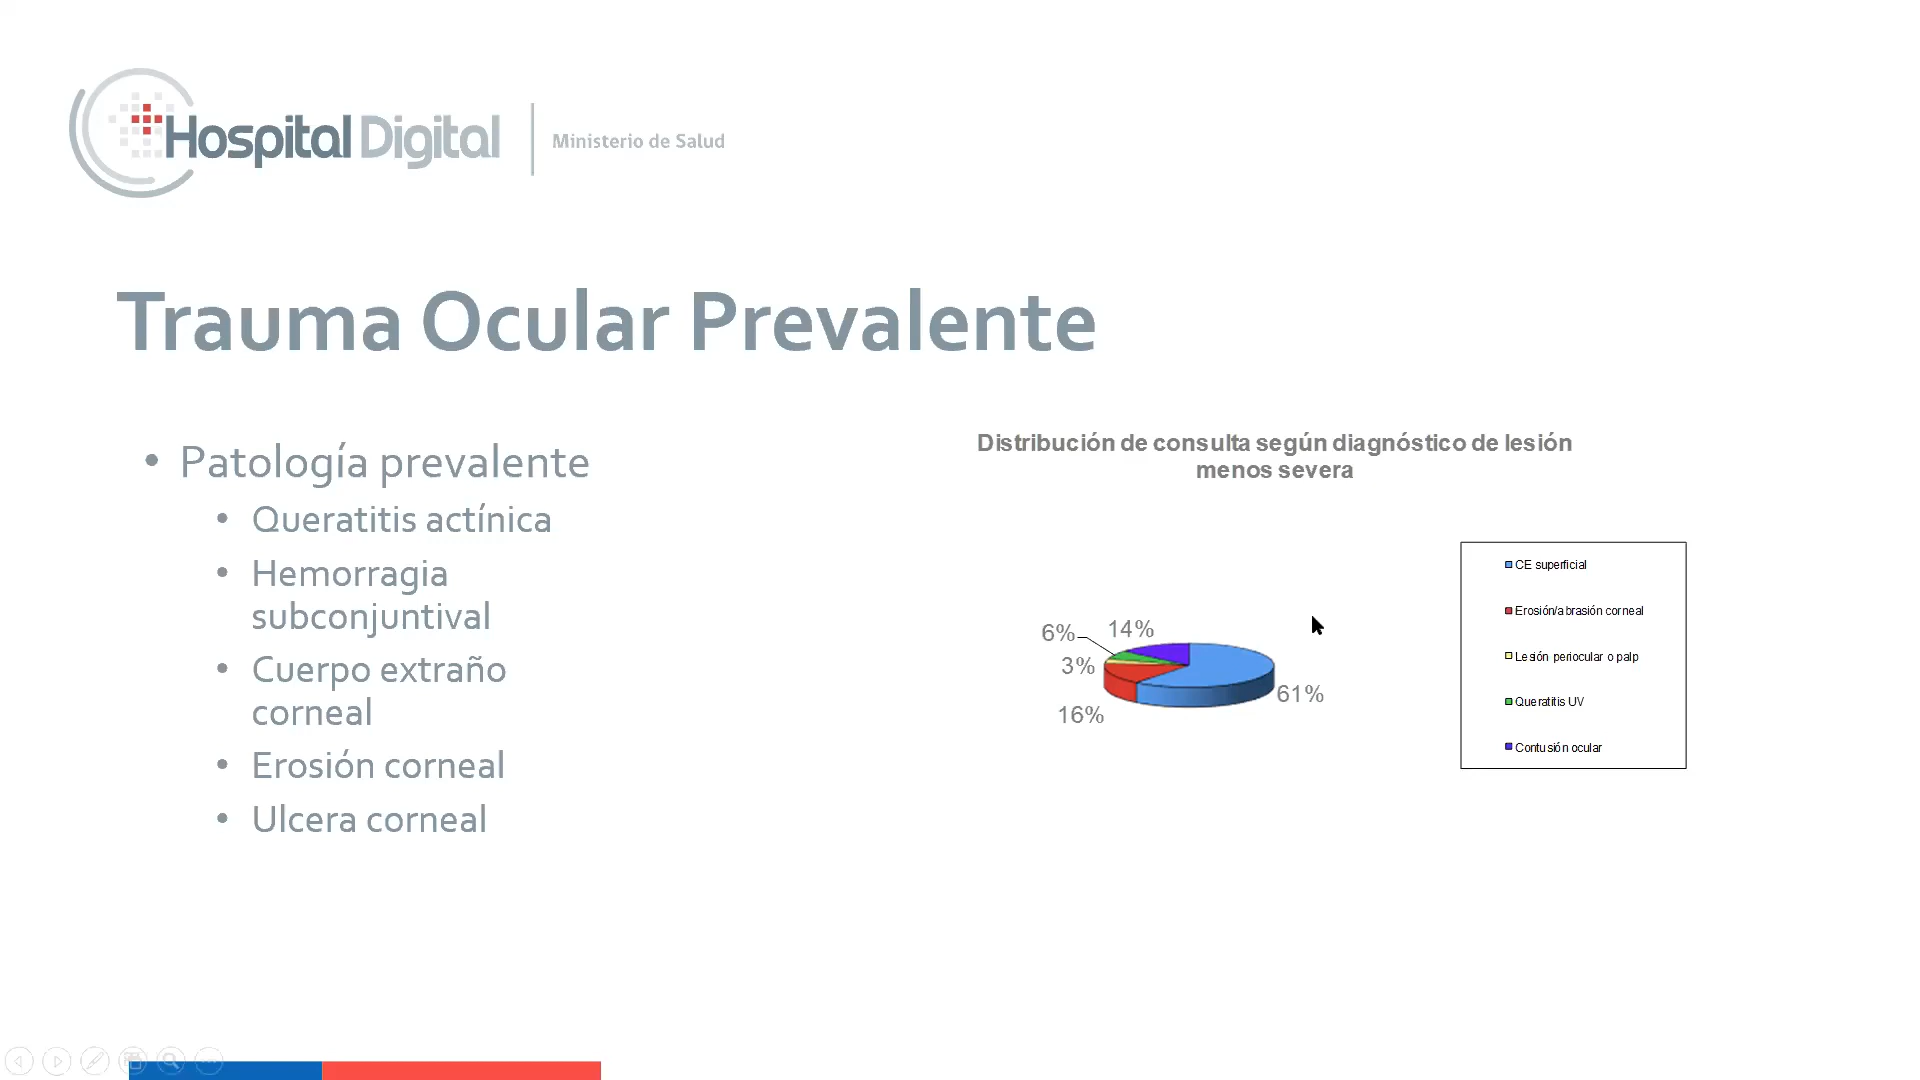 Hospital Digital
Ministerio de Salud
Trauma Ocular Prevalente
• Patología prevalente
• Queratitis actínica
• Hemorragia
subconjuntival
• Cuerpo extraño
corneal
• Erosión corneal
• Ulcera corneal
Distribución de consulta según diagnóstico de lesión
menos severa
6%
14%
3%
61%
16%
CE superficial
Erosión/abrasión corneal
Lesión periocular o palp
Queratitis UV
Contusión ocular